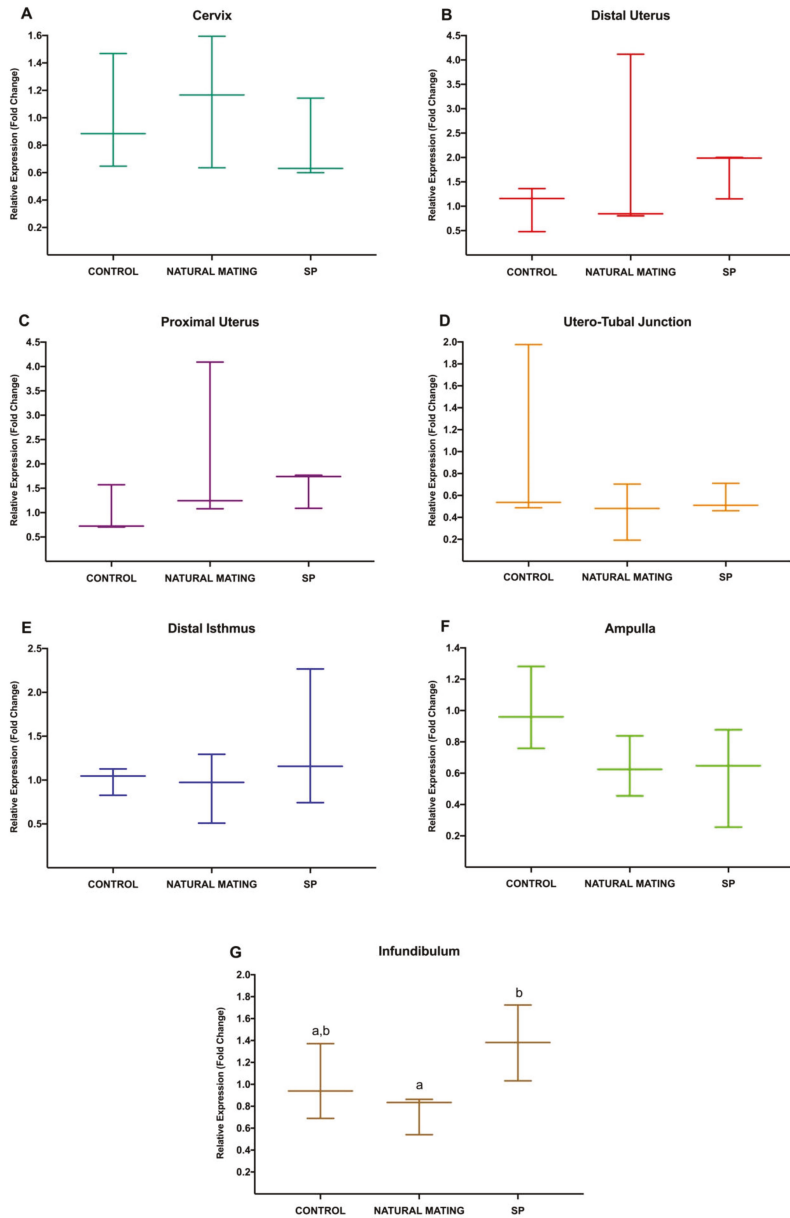 A
Cervix
Relative Expression (Fold Change)
1.6
1.4
1.2
1.0
0.8
0.6
0.4
0.2
CONTROL NATURAL MATING SP
B
Distal Uterus
Relative Expression (Fold Change)
4.5
4.0
3.5
3.0
2.5
2.0
1.5
1.0
0.5
CONTROL NATURAL MATING SP
C
Proximal Uterus
Relative Expression (Fold Change)
4.5
4.0
3.5
3.0
2.5
2.0
1.5
1.0
0.5
CONTROL NATURAL MATING SP
D
Utero-Tubal Junction
Relative Expression (Fold Change)
2.0
1.8
1.6
1.4
1.2
1.0
0.8
0.6
0.4
0.2
CONTROL NATURAL MATING SP
E
Distal Isthmus
Relative Expression (Fold Change)
2.5
2.0
1.5
1.0
0.5
CONTROL NATURAL MATING SP
F
Ampulla
Relative Expression (Fold Change)
1.4
1.2
1.0
0.8
0.6
0.4
0.2
CONTROL NATURAL MATING SP
G
Infundibulum
Relative Expression (Fold Change)
2.0
1.8
1.6
1.4
1.2
1.0
0.8
0.6
0.4
0.2
a,b
a
b
CONTROL NATURAL MATING SP